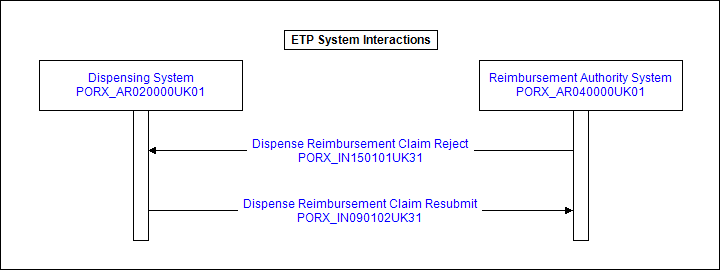 ETP System Interactions
Dispensing System
PORX_AR020000UK01
Reimbursement Authority System
PORX_AR040000UK01
Dispense Reimbursement Claim Reject
PORX_IN150101UK31
Dispense Reimbursement Claim Resubmit
PORX_IN090102UK31